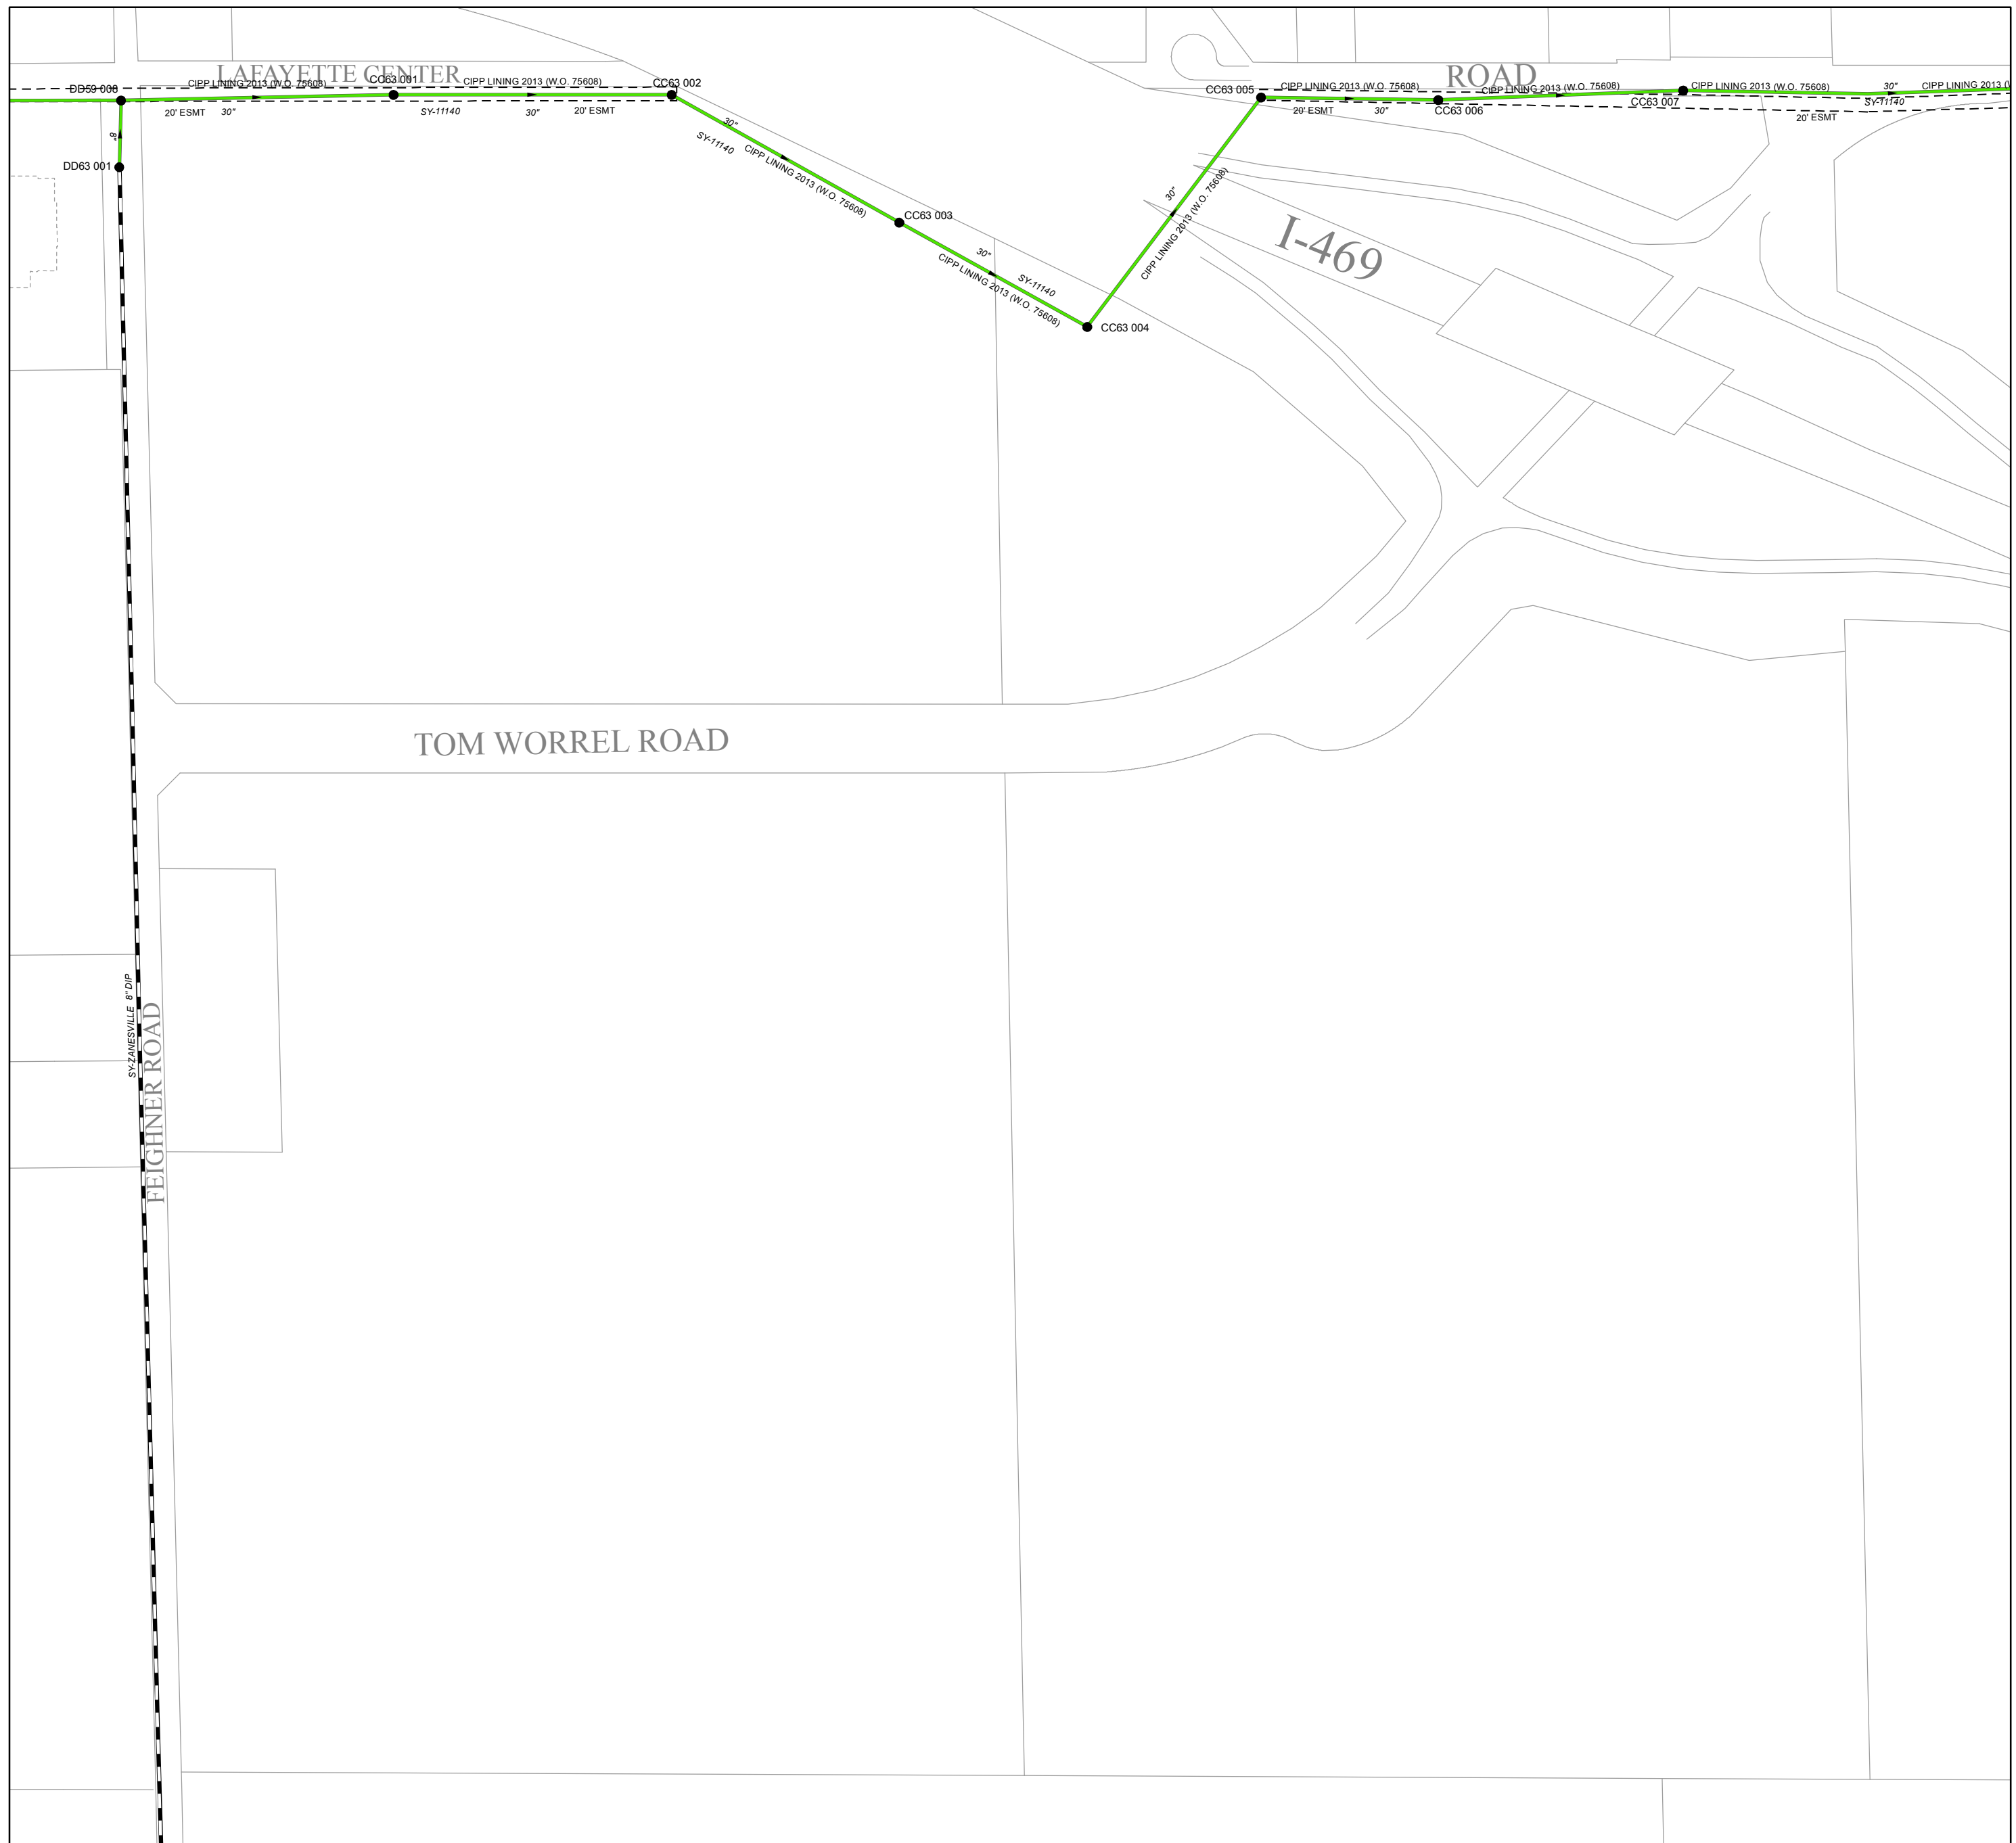 LAFAYETTE CENTER
ROAD
CIPP LINING 2013 (W.O. 75608)
CC63 001
CIPP LINING 2013 (W.O. 75608)
CC63 002
DD59 008
20' ESMT
30"
SY-11140
30"
20' ESMT
CC63 005
CIPP LINING 2013 (W.O. 75608)
CIPP LINING 2013 (W.O. 75608)
CIPP LINING 2013 (W.O. 75608)
30"
CIPP LINING 2013 (
20' ESMT
30"
CC63 006
CC63 007
SY-11140
20' ESMT
8"
DD63 001
30"
SY-11140
CIPP LINING 2013 (W.O. 75608)
CC63 003
30"
SY-11140
CIPP LINING 2013 (W.O. 75608)
CC63 004
30"
CIPP LINING 2013 (W.O. 75608)
I-469
TOM WORREL ROAD
SY-ZANESVILLE 8" DIP
FEIGHNER ROAD